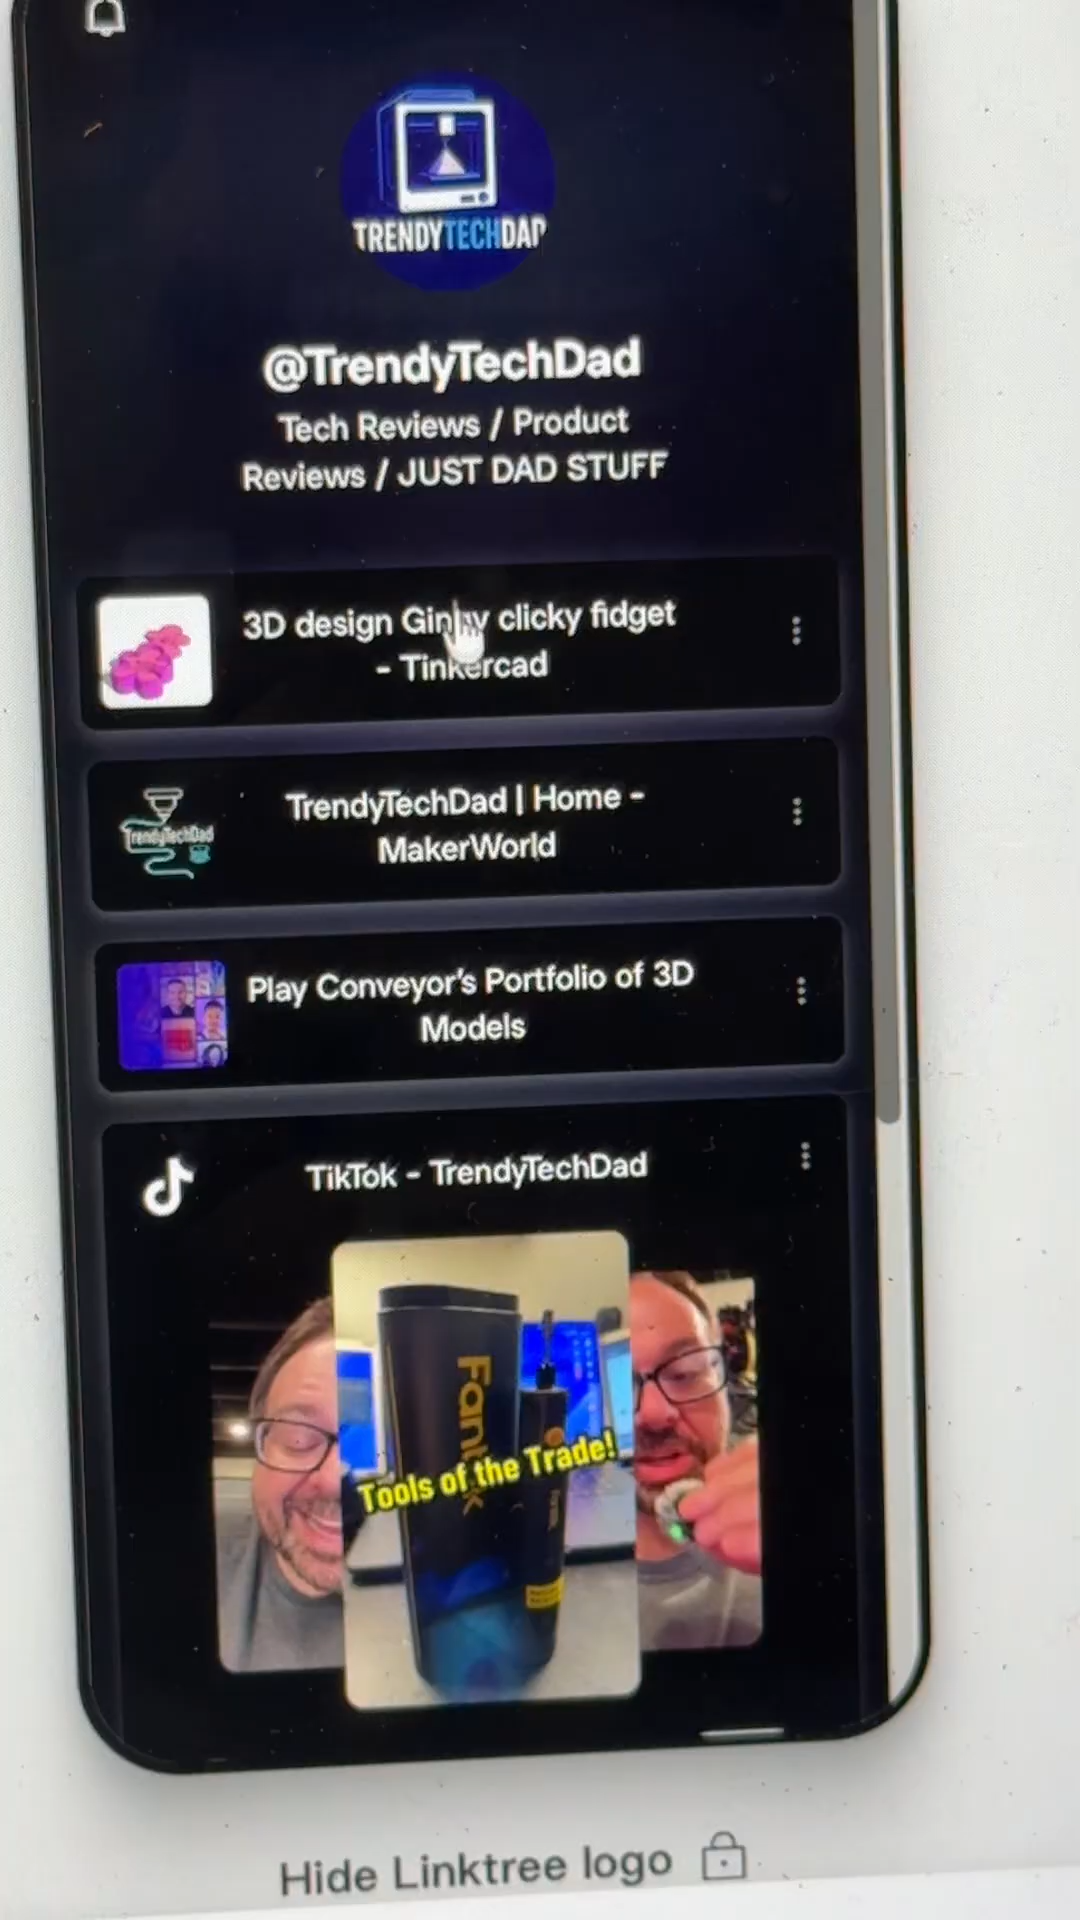 TRENDYTECHDAD
@TrendyTechDad
Tech Reviews / Product
Reviews / JUST DAD STUFF
3D design clicky fidget
- Tinkercad
TrendyTechDad
TrendyTechDad | Home -
MakerWorld
Play Conveyor's Portfolio of 3D
Models
TikTok - TrendyTechDad
Tools of the Trade!
Hide Linktree logo